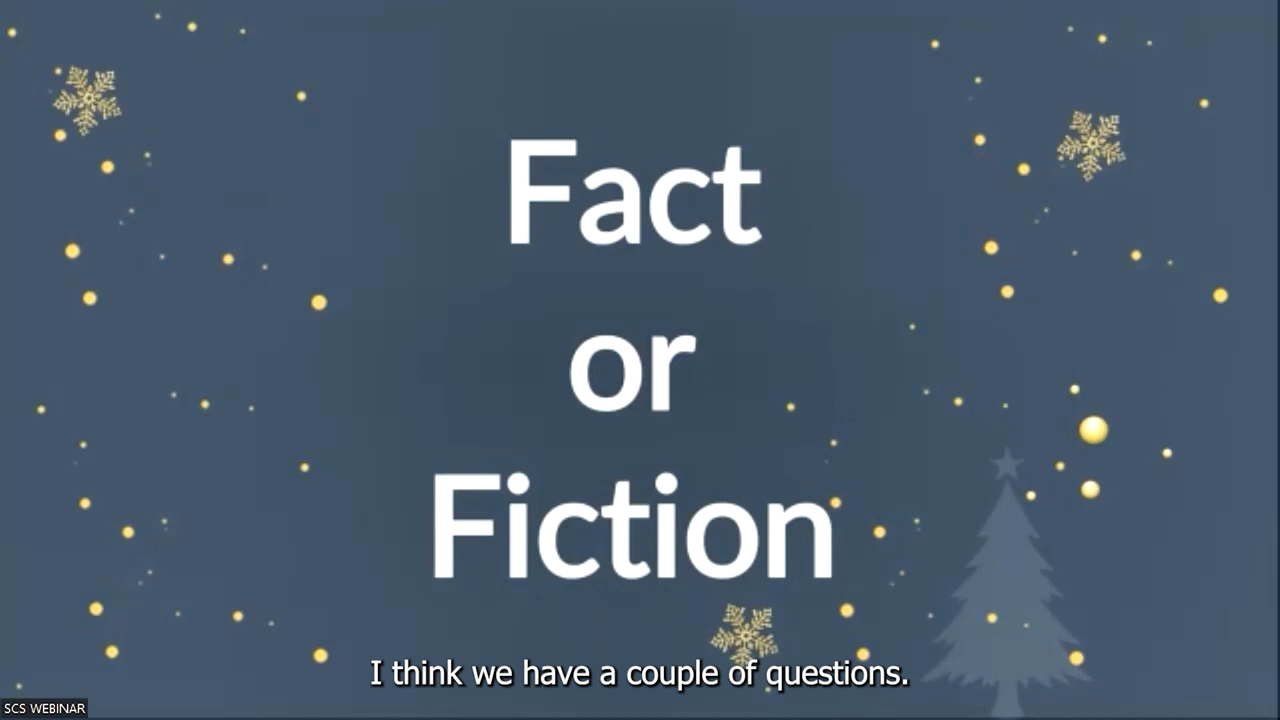 Fact
or
Fiction
I think we have a couple of questions.
SCS WEBINAR